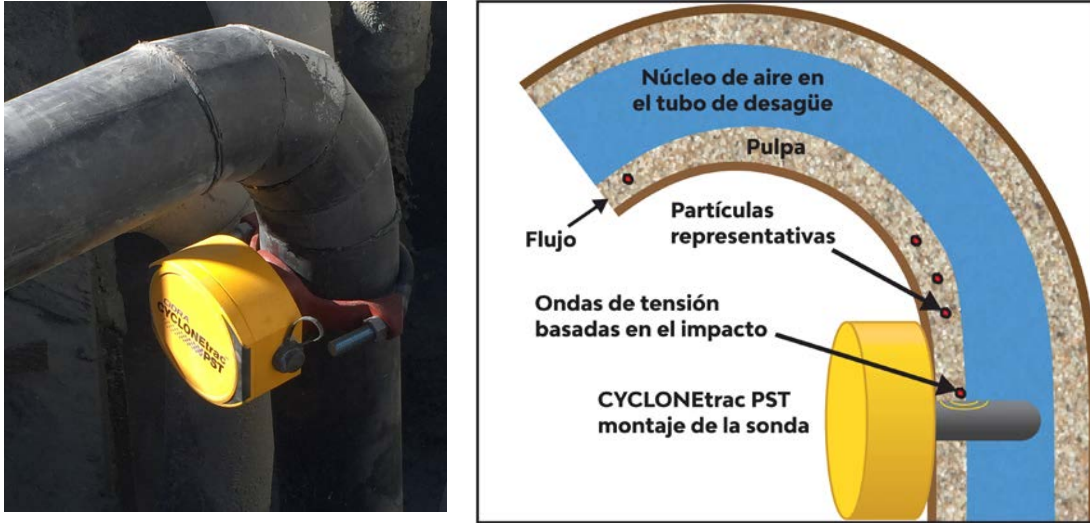 CiDRA
CYCLONEtrac®
PST
Núcleo de aire en
el tubo de desagüe
Pulpa
Flujo
Partículas
representativas
Ondas de tensión
basadas en el impacto
CYCLONEtrac PST
montaje de la sonda